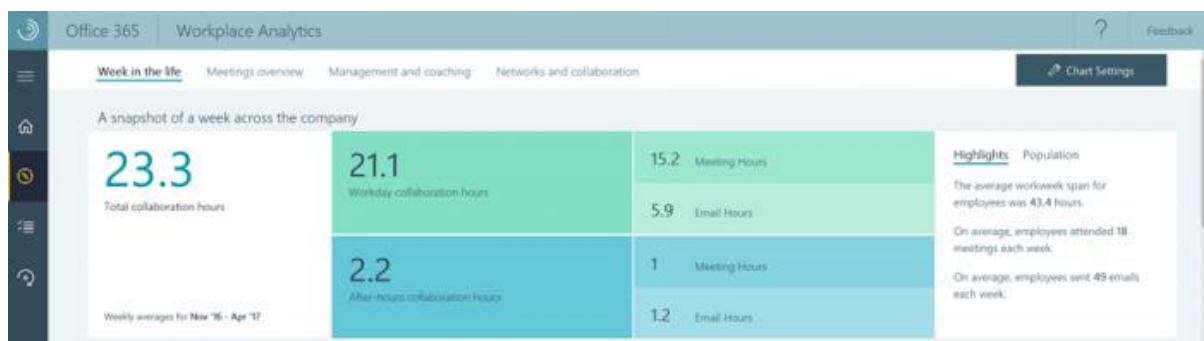 Office 365 Workplace Analytics ? Feedback
Week in the life Meetings overview Management and coaching Networks and collaboration Chart Settings
A snapshot of a week across the company
23.3
Total collaboration hours
Weekly averages for Nov '16 - Apr '17
21.1
Workday collaboration hours
15.2 Meeting Hours
5.9 Email Hours
2.2
After-hours collaboration hours
1 Meeting Hours
1.2 Email Hours
Highlights Population
The average workweek span for
employees was 43.4 hours.
On average, employees attended 18
meetings each week.
On average, employees sent 49 emails
each week.